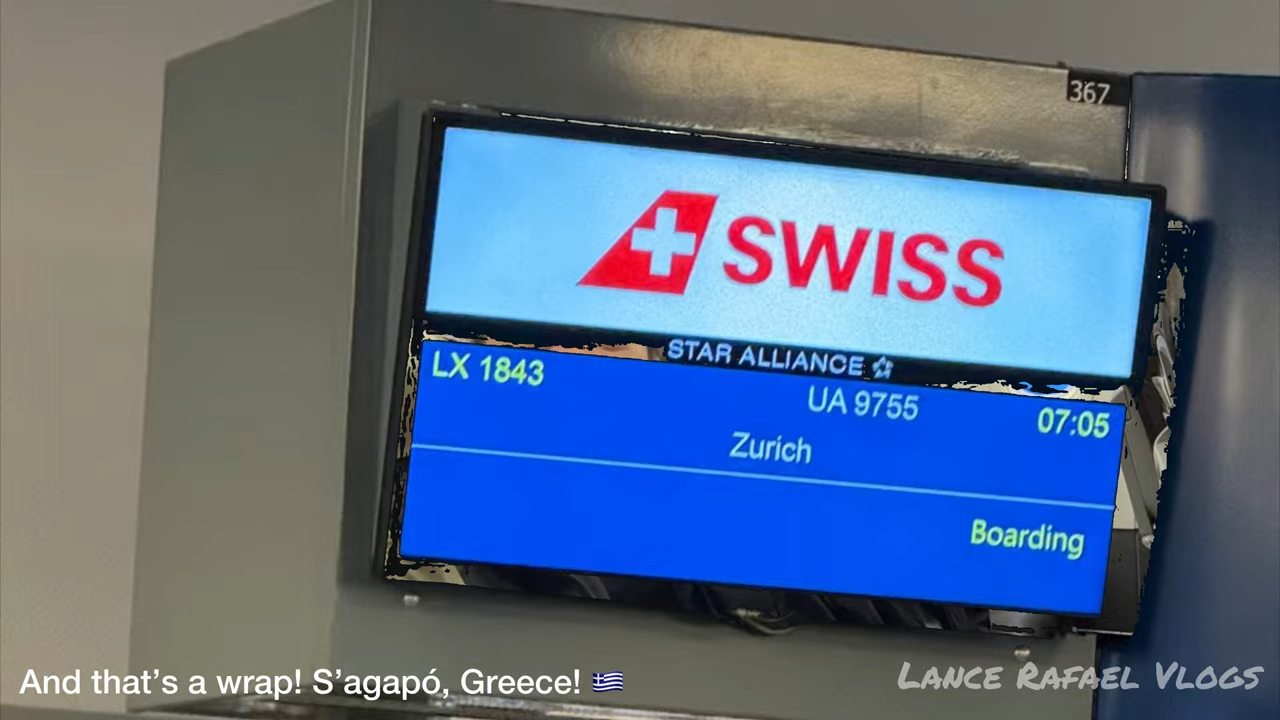 367
SWISS
STAR ALLIANCE
LX 1843
UA 9755
07:05
Zurich
Boarding
And that’s a wrap! S’agapó, Greece! 🇬🇷
Lance Rafael Vlogs